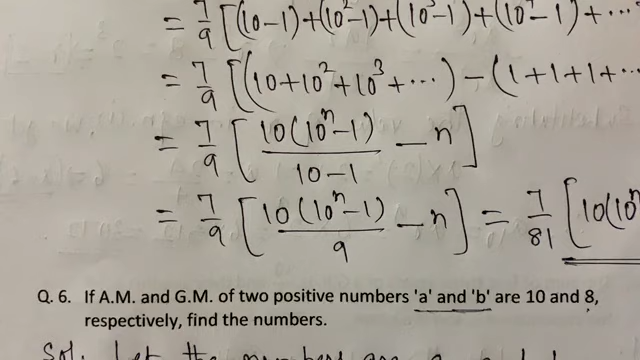 = 7/9 [(10-1)+(10²-1)+(10³-1)+(10⁴-1)+...
= 7/9 [(10+10²+10³+...) - (1+1+1+...
= 7/9 [10(10ⁿ-1)/10-1 - n]
= 7/9 [10(10ⁿ-1)/9 - n] = 7/81 [10(10ⁿ
Q. 6. If A.M. and G.M. of two positive numbers 'a' and 'b' are 10 and 8,
respectively, find the numbers.
Sol. Let the numbers are a